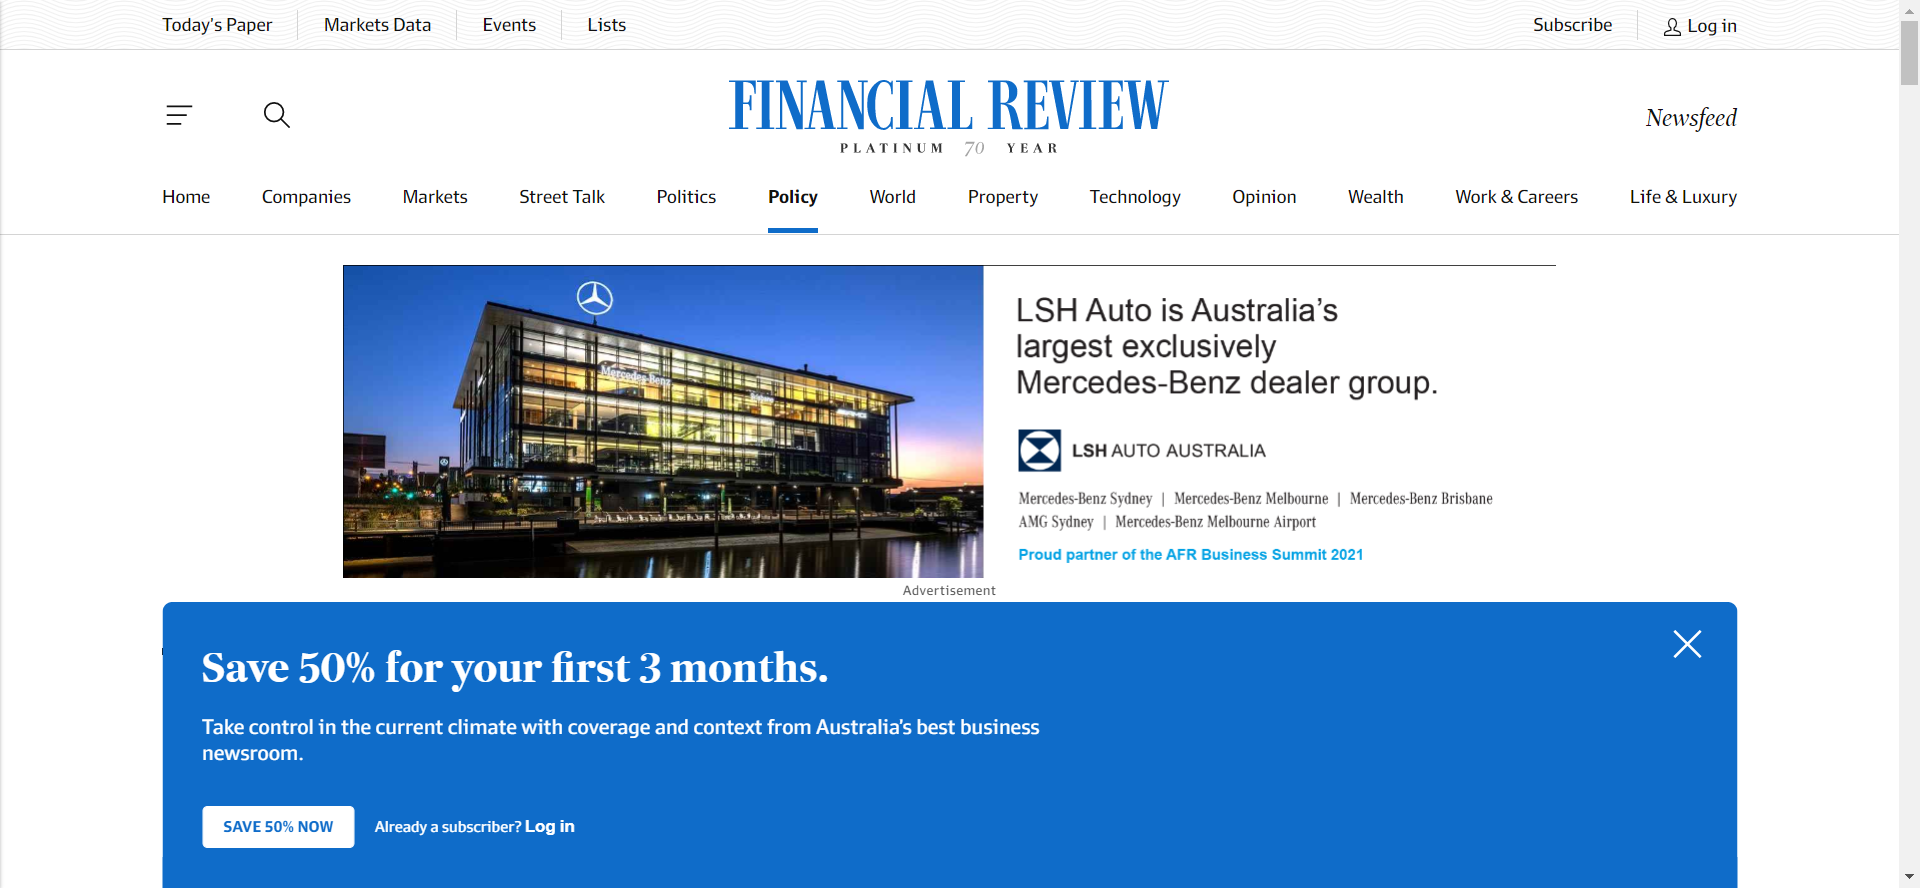 Today's Paper
Markets Data
Events
Lists
Subscribe
Log in
FINANCIAL REVIEW
PLATINUM 70 YEAR
Newsfeed
Home
Companies
Markets
Street Talk
Politics
Policy
World
Property
Technology
Opinion
Wealth
Work & Careers
Life & Luxury
Mercedes-Benz
LSH Auto is Australia's
largest exclusively
Mercedes-Benz dealer group.
LSH AUTO AUSTRALIA
Mercedes-Benz Sydney | Mercedes-Benz Melbourne | Mercedes-Benz Brisbane
AMG Sydney | Mercedes-Benz Melbourne Airport
Proud partner of the AFR Business Summit 2021
Advertisement
Save 50% for your first 3 months.
Take control in the current climate with coverage and context from Australia's best business
newsroom.
SAVE 50% NOW
Already a subscriber? Log in